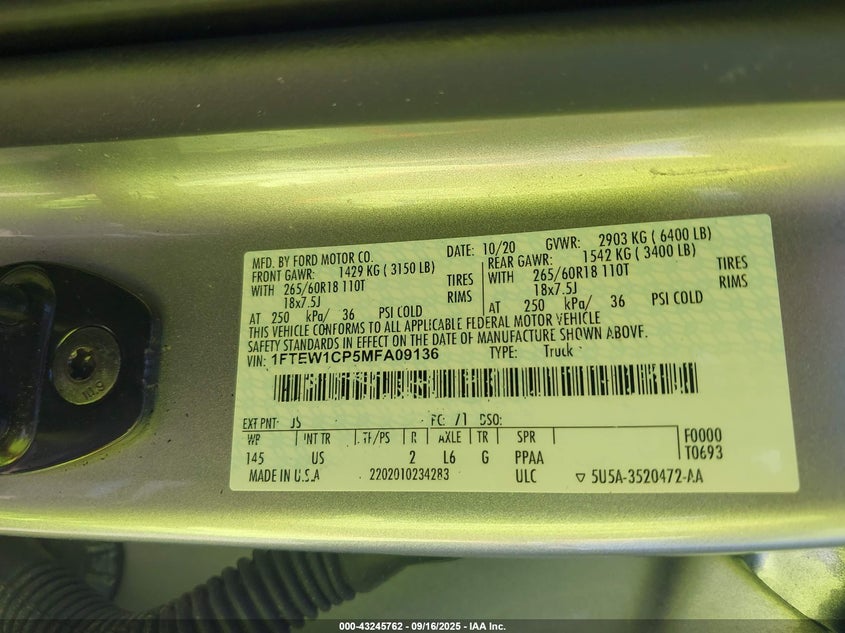 MFD. BY FORD MOTOR CO.
DATE: 10/20 GVWR: 2903 KG ( 6400 LB)
FRONT GAWR: 1429 KG ( 3150 LB)
WITH 265/60R18 110T TIRES
18x7.5J RIMS
AT 250 kPa/ 36 PSI COLD
REAR GAWR: 1542 KG ( 3400 LB)
WITH 265/60R18 110T TIRES
18x7.5J RIMS
AT 250 kPa/ 36 PSI COLD
THIS VEHICLE CONFORMS TO ALL APPLICABLE FEDERAL MOTOR VEHICLE
SAFETY STANDARDS IN EFFECT ON THE DATE OF MANUFACTURE SHOWN ABOVE.
VIN: 1FTEW1CP5MFA09136 TYPE: Truck
EXT PNT: JS FC: 71 DSO:
WB INT TR TP/PS R AXLE TR SPR F0000
145 US 2 L6 G PPAA T0693
MADE IN U.S.A 2202010234283 ULC ▽ 5U5A-3520472-AA
10.9
000-43245762 - 09/16/2025 - IAA Inc.